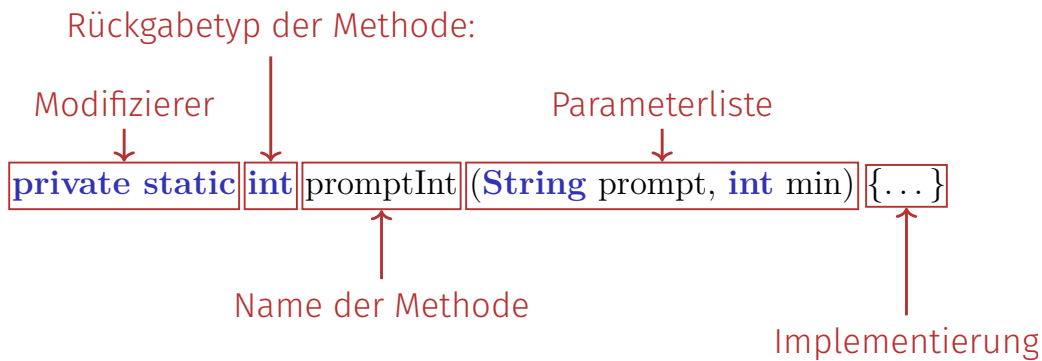 Rückgabetyp der Methode:
Modifizierer
Parameterliste
private static int promptInt (String prompt, int min) {...}
Name der Methode
Implementierung